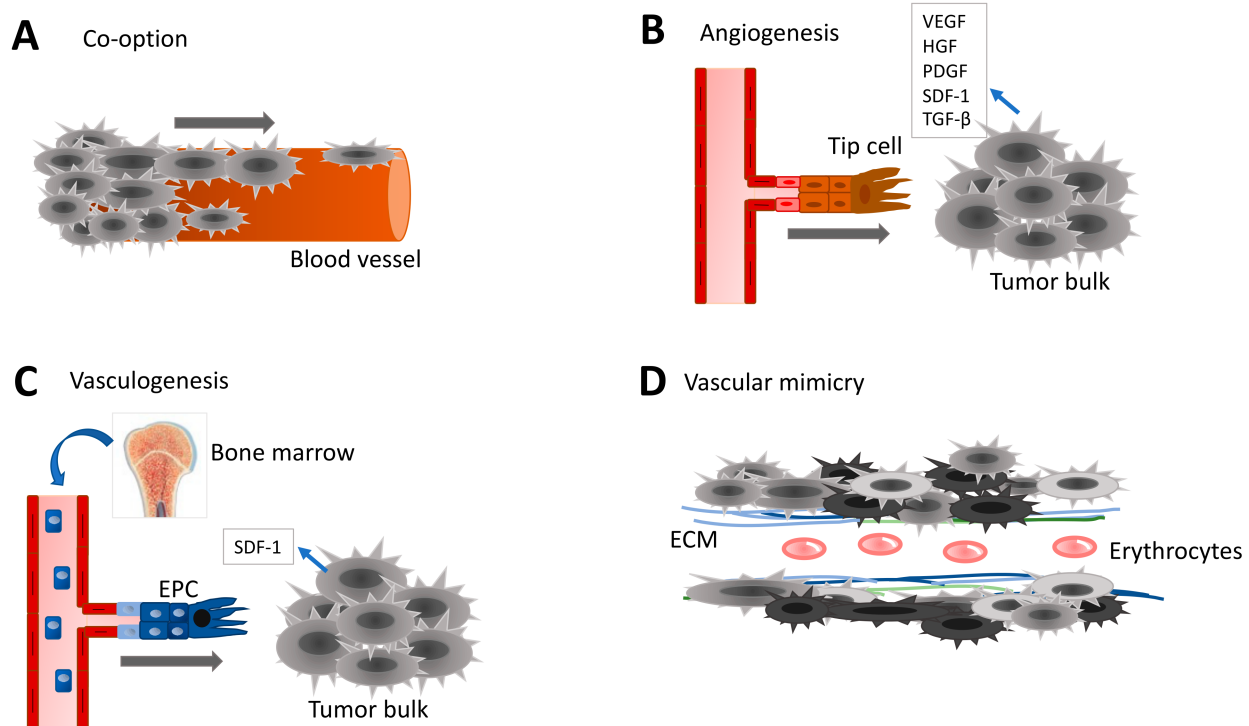 A
Co-option
Blood vessel
B
Angiogenesis
VEGF
HGF
PDGF
SDF-1
TGF-β
Tip cell
Tumor bulk
C
Vasculogenesis
Bone marrow
SDF-1
EPC
Tumor bulk
D
Vascular mimicry
ECM
Erythrocytes